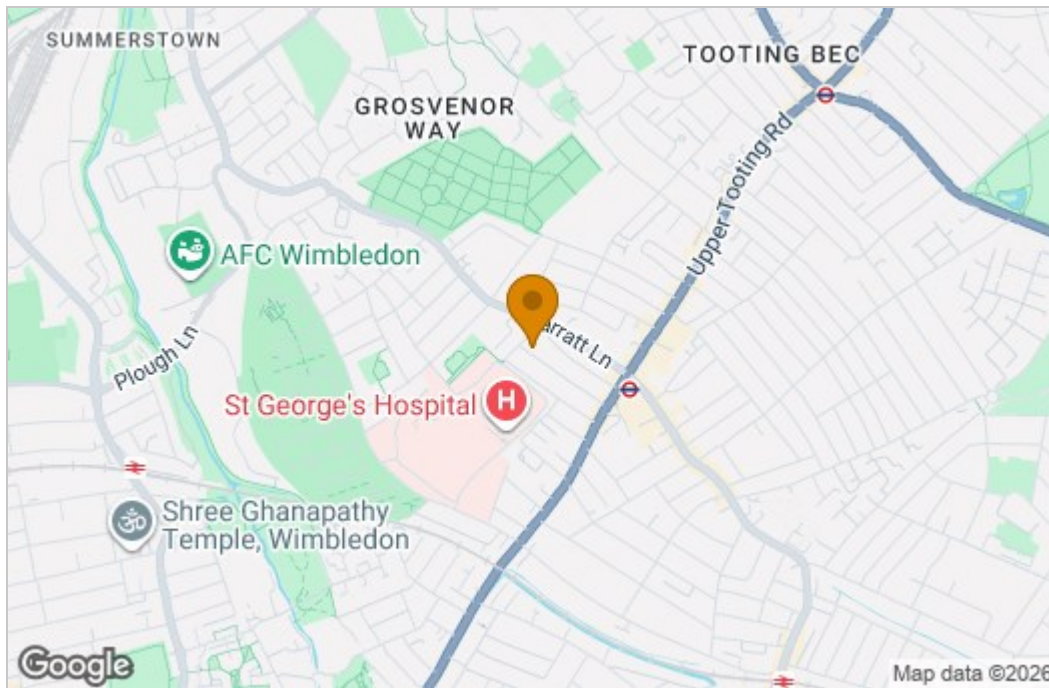 SUMMERSTOWN
TOOTING BEC
GROSVENOR
WAY
Upper Tooting Rd
AFC Wimbledon
arratt Ln
Plough Ln
St George's Hospital
H
Shree Ghanapathy
Temple, Wimbledon
ॐ
Google
Map data ©2026